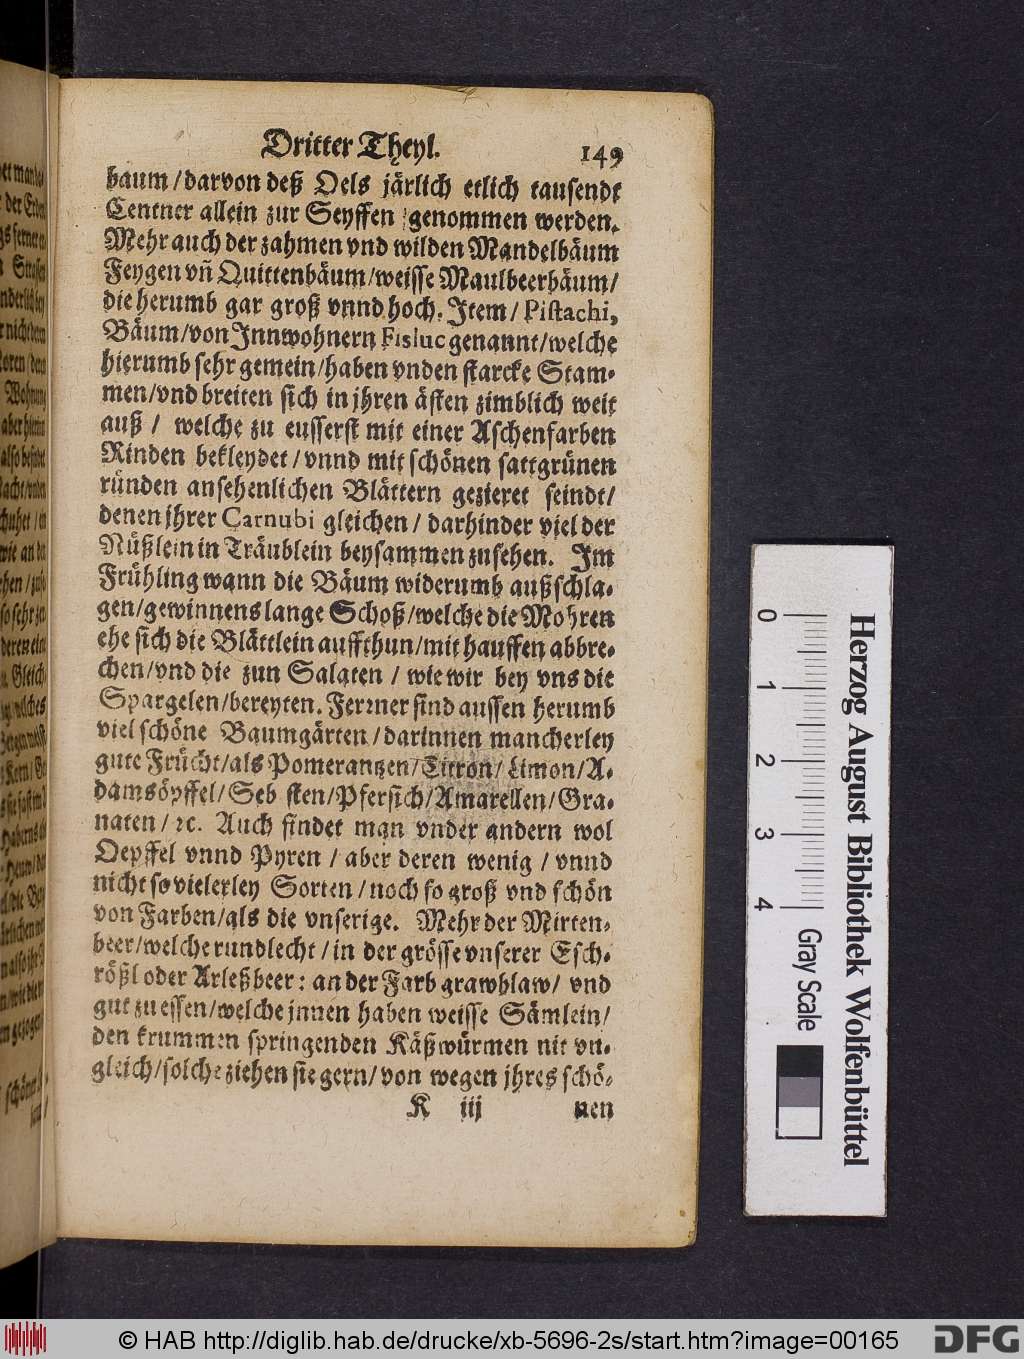 Dritter Theyl. 149
baum/darvon deß Oels järlich etlich tausendt
Centner allein zur Seyffen genommen werden.
Mehr auch der zahmen vnd wilden Mandelbäum
Feygen vñ Quittenbäum/weisse Maulbeerbäum/
die herumb gar groß vnnd hoch. Item/ Pistachi,
Bäum/von Innwohnern Fisluc genannt/welche
hierumb sehr gemein/haben vnden starcke Stam-
men/vnd breiten sich in jhren ästen zimblich weit
auß / welche zu eusserst mit einer Aschenfarben
Rinden bekleydet/vnnd mit schönen sattgrünen
ründen ansehenlichen Blättern gezieret seindt/
denen jhrer Carnubi gleichen/ darhinder viel der
Nüßlein in Träublein beysammen zusehen. Im
Frühling wann die Bäum widerumb außschla-
gen/gewinnens lange Schoß/welche die Mohren
ehe sich die Blättlein auffthun/mit hauffen abbre-
chen/vnd die zun Salaten / wie wir bey vns die
Spargelen/bereyten. Ferrner sind aussen herumb
viel schöne Baumgärten/darinnen mancherley
gute Frücht/als Pomerantzen/Citron/Limon/A-
damsöpffel/Seb sten/Pfersich/Amarellen/Gra-
naten/ ꝛc. Auch findet man vnder andern wol
Oepffel vnnd Pyren / aber deren wenig / vnnd
nicht so vielerley Sorten/noch so groß vnd schön
von Farben/als die vnserige. Mehr der Mirten-
beer/welche rundlecht/in der grösse vnserer Esch-
rößl oder Arleßbeer: an der Farb grawblaw/ vnd
gut zu essen/welche jnnen haben weisse Sämlein/
den krummen springenden Käßwürmen nit vn-
gleich/solche ziehen sie gern/von wegen jhres schö-
K iij nen
Herzog August Bibliothek Wolfenbüttel
0 1 2 3 4 Gray Scale
© HAB http://diglib.hab.de/drucke/xb-5696-2s/start.htm?image=00165
DFG